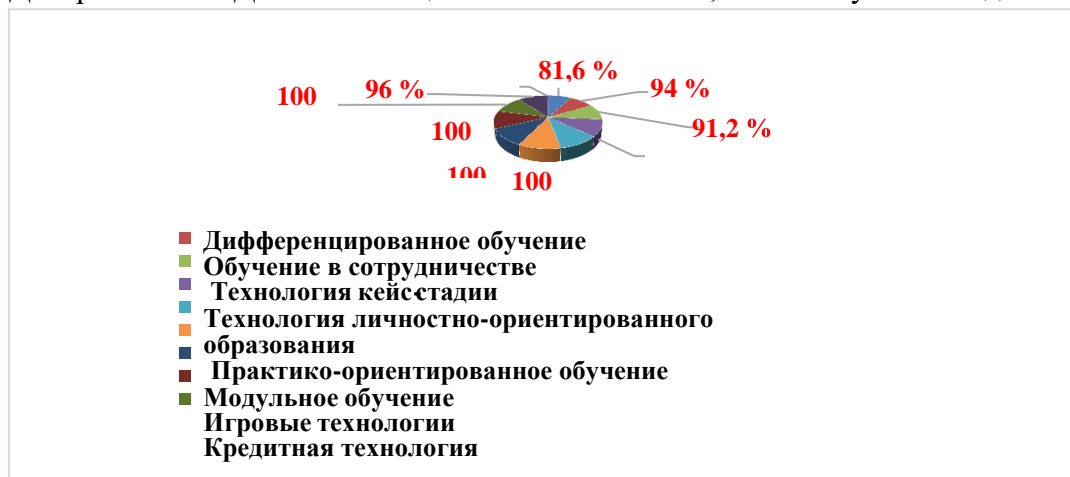 81,6 %
96 %
94 %
100
91,2 %
100
100
100
Дифференцированное обучение
Обучение в сотрудничестве
Технология кейс-стадии
Технология личностно-ориентированного
образования
Практико-ориентированное обучение
Модульное обучение
Игровые технологии
Кредитная технология